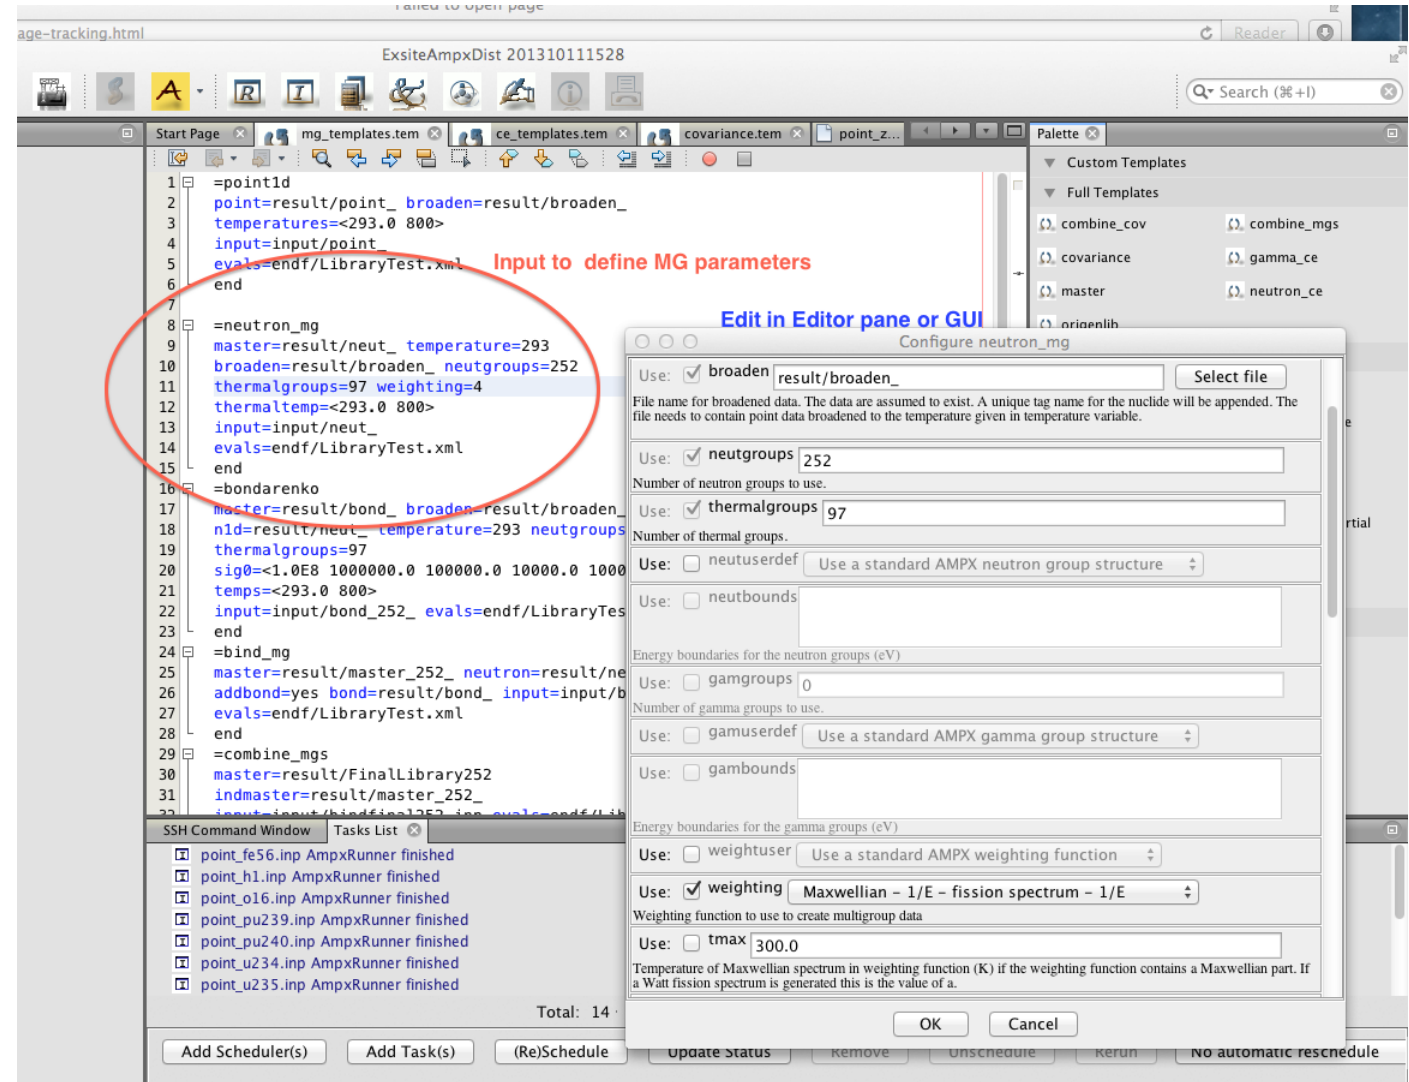 Failed to open page
age-tracking.html
Reader
ExsiteAmpxDist 201310111528
Search (⌘+I)
Start Page
mg_templates.tem
ce_templates.tem
covariance.tem
point_z...
Palette
1 =point1d
2 point=result/point_ broaden=result/broaden_
3 temperatures=<293.0 800>
4 input=input/point_
5 evals=endf/LibraryTest.xml
6 end
7
8 =neutron_mg
9 master=result/neut_ temperature=293
10 broaden=result/broaden_ neutgroups=252
11 thermalgroups=97 weighting=4
12 thermaltemp=<293.0 800>
13 input=input/neut_
14 evals=endf/LibraryTest.xml
15 end
16 =bondarenko
17 master=result/bond_ broaden=result/broaden_
18 n1d=result/neut_ temperature=293 neutgroups
19 thermalgroups=97
20 sig0=<1.0E8 1000000.0 100000.0 10000.0 1000
21 temps=<293.0 800>
22 input=input/bond_252_ evals=endf/LibraryTes
23 end
24 =bind_mg
25 master=result/master_252_ neutron=result/ne
26 addbond=yes bond=result/bond_ input=input/b
27 evals=endf/LibraryTest.xml
28 end
29 =combine_mgs
30 master=result/FinalLibrary252
31 indmaster=result/master_252_
32 input=input/bindfinal252.inp evals=endf/Lib
Input to define MG parameters
Edit in Editor pane or GUI
Custom Templates
Full Templates
combine_cov
combine_mgs
covariance
gamma_ce
master
neutron_ce
origenlib
e
rtial
Configure neutron_mg
Use: broaden result/broaden_ Select file
File name for broadened data. The data are assumed to exist. A unique tag name for the nuclide will be appended. The
file needs to contain point data broadened to the temperature given in temperature variable.
Use: neutgroups 252
Number of neutron groups to use.
Use: thermalgroups 97
Number of thermal groups.
Use: neutuserdef Use a standard AMPX neutron group structure
Use: neutbounds
Energy boundaries for the neutron groups (eV)
Use: gamgroups 0
Number of gamma groups to use.
Use: gamuserdef Use a standard AMPX gamma group structure
Use: gambounds
Energy boundaries for the gamma groups (eV)
Use: weightuser Use a standard AMPX weighting function
Use: weighting Maxwellian – 1/E – fission spectrum – 1/E
Weighting function to use to create multigroup data
Use: tmax 300.0
Temperature of Maxwellian spectrum in weighting function (K) if the weighting function contains a Maxwellian part. If
a Watt fission spectrum is generated this is the value of a.
OK
Cancel
SSH Command Window
Tasks List
point_fe56.inp AmpxRunner finished
point_h1.inp AmpxRunner finished
point_o16.inp AmpxRunner finished
point_pu239.inp AmpxRunner finished
point_pu240.inp AmpxRunner finished
point_u234.inp AmpxRunner finished
point_u235.inp AmpxRunner finished
Total: 14
Add Scheduler(s)
Add Task(s)
(Re)Schedule
Update Status
Remove
Unschedule
Rerun
No automatic reschedule